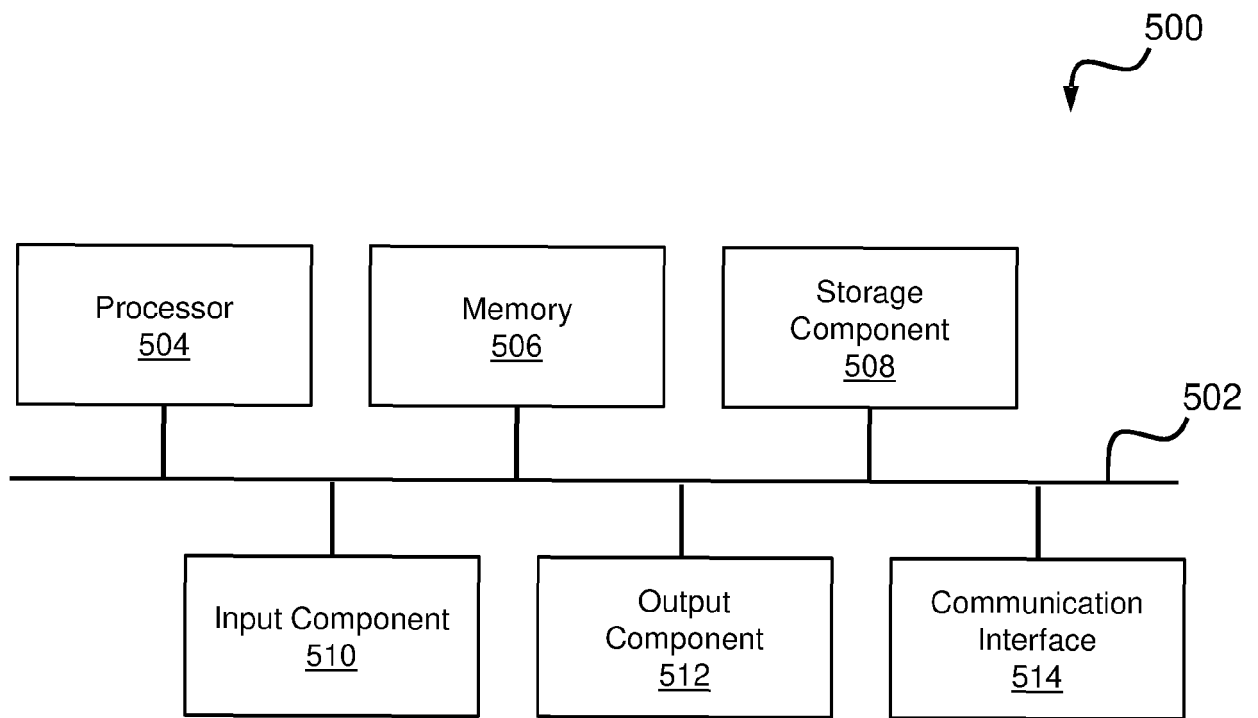 500
Processor
504
Memory
506
Storage
Component
508
502
Input Component
510
Output
Component
512
Communication
Interface
514